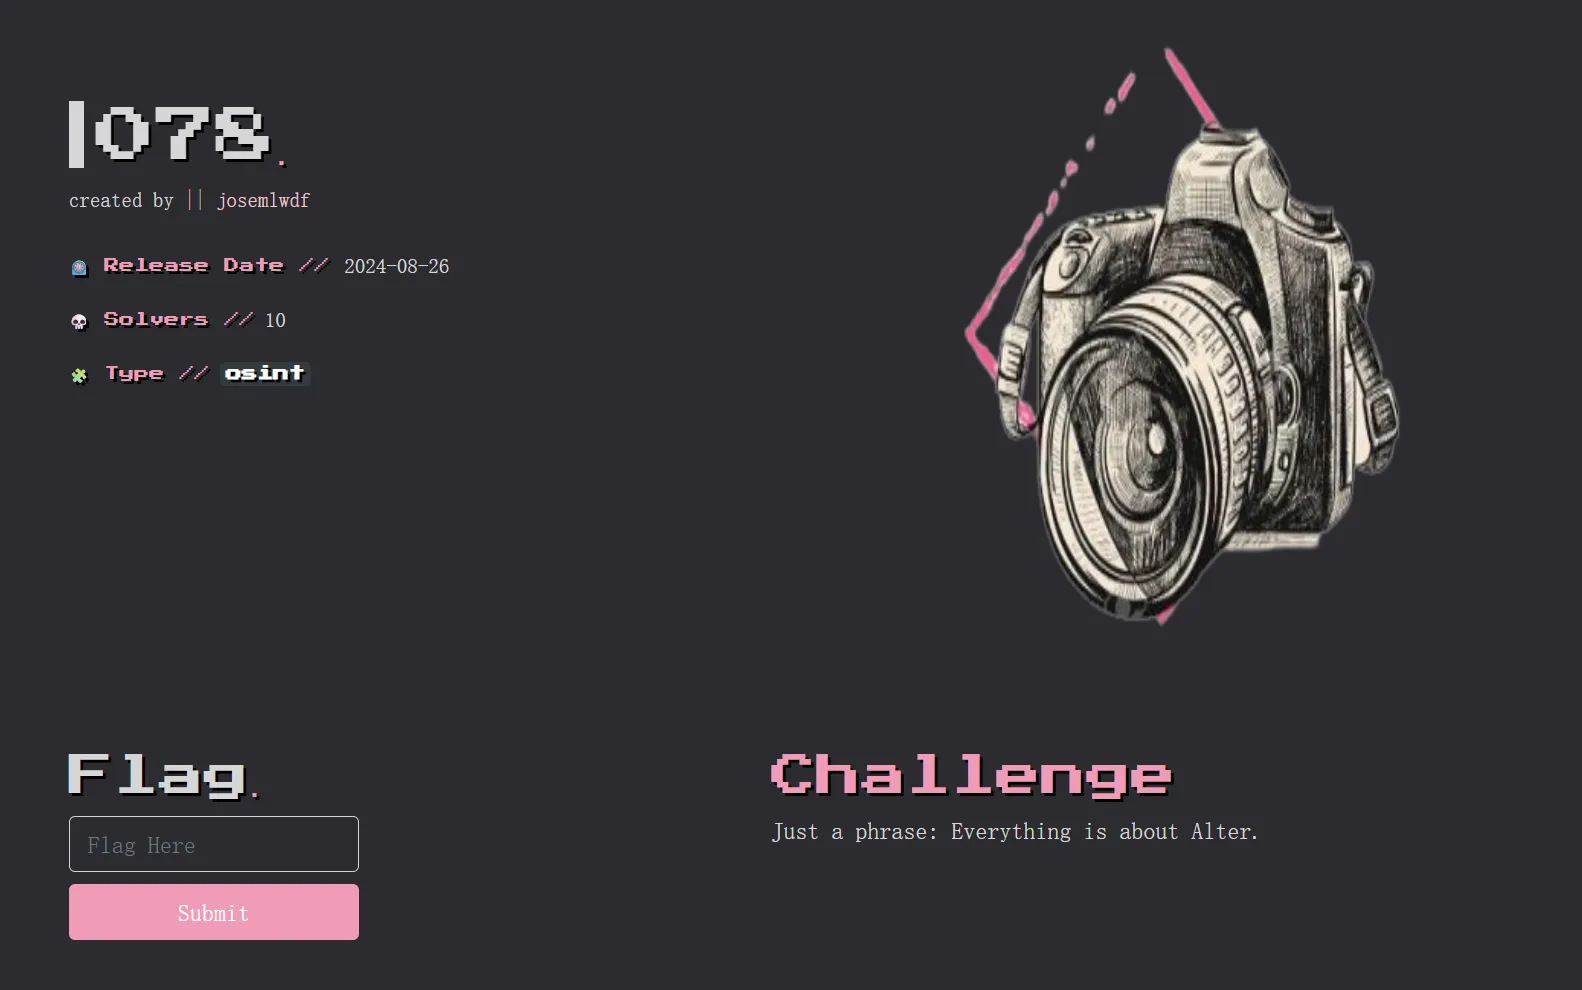 |078.
created by || josemlwdf
Release Date // 2024-08-26
Solvers // 10
Type // osint
Flag.
Flag Here
Submit
Challenge
Just a phrase: Everything is about Alter.